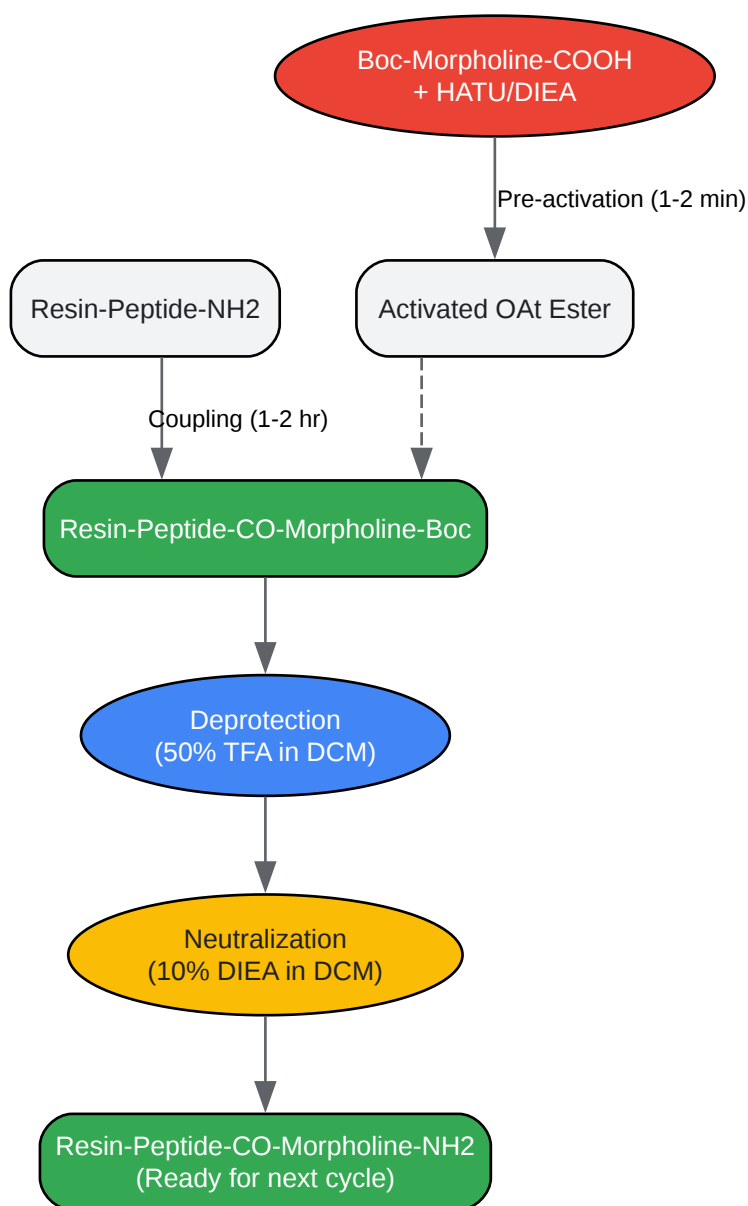 Boc-Morpholine-COOH
+ HATU/DIEA
Pre-activation (1-2 min)
Resin-Peptide-NH2
Activated OAt Ester
Coupling (1-2 hr)
Resin-Peptide-CO-Morpholine-Boc
Deprotection
(50% TFA in DCM)
Neutralization
(10% DIEA in DCM)
Resin-Peptide-CO-Morpholine-NH2
(Ready for next cycle)